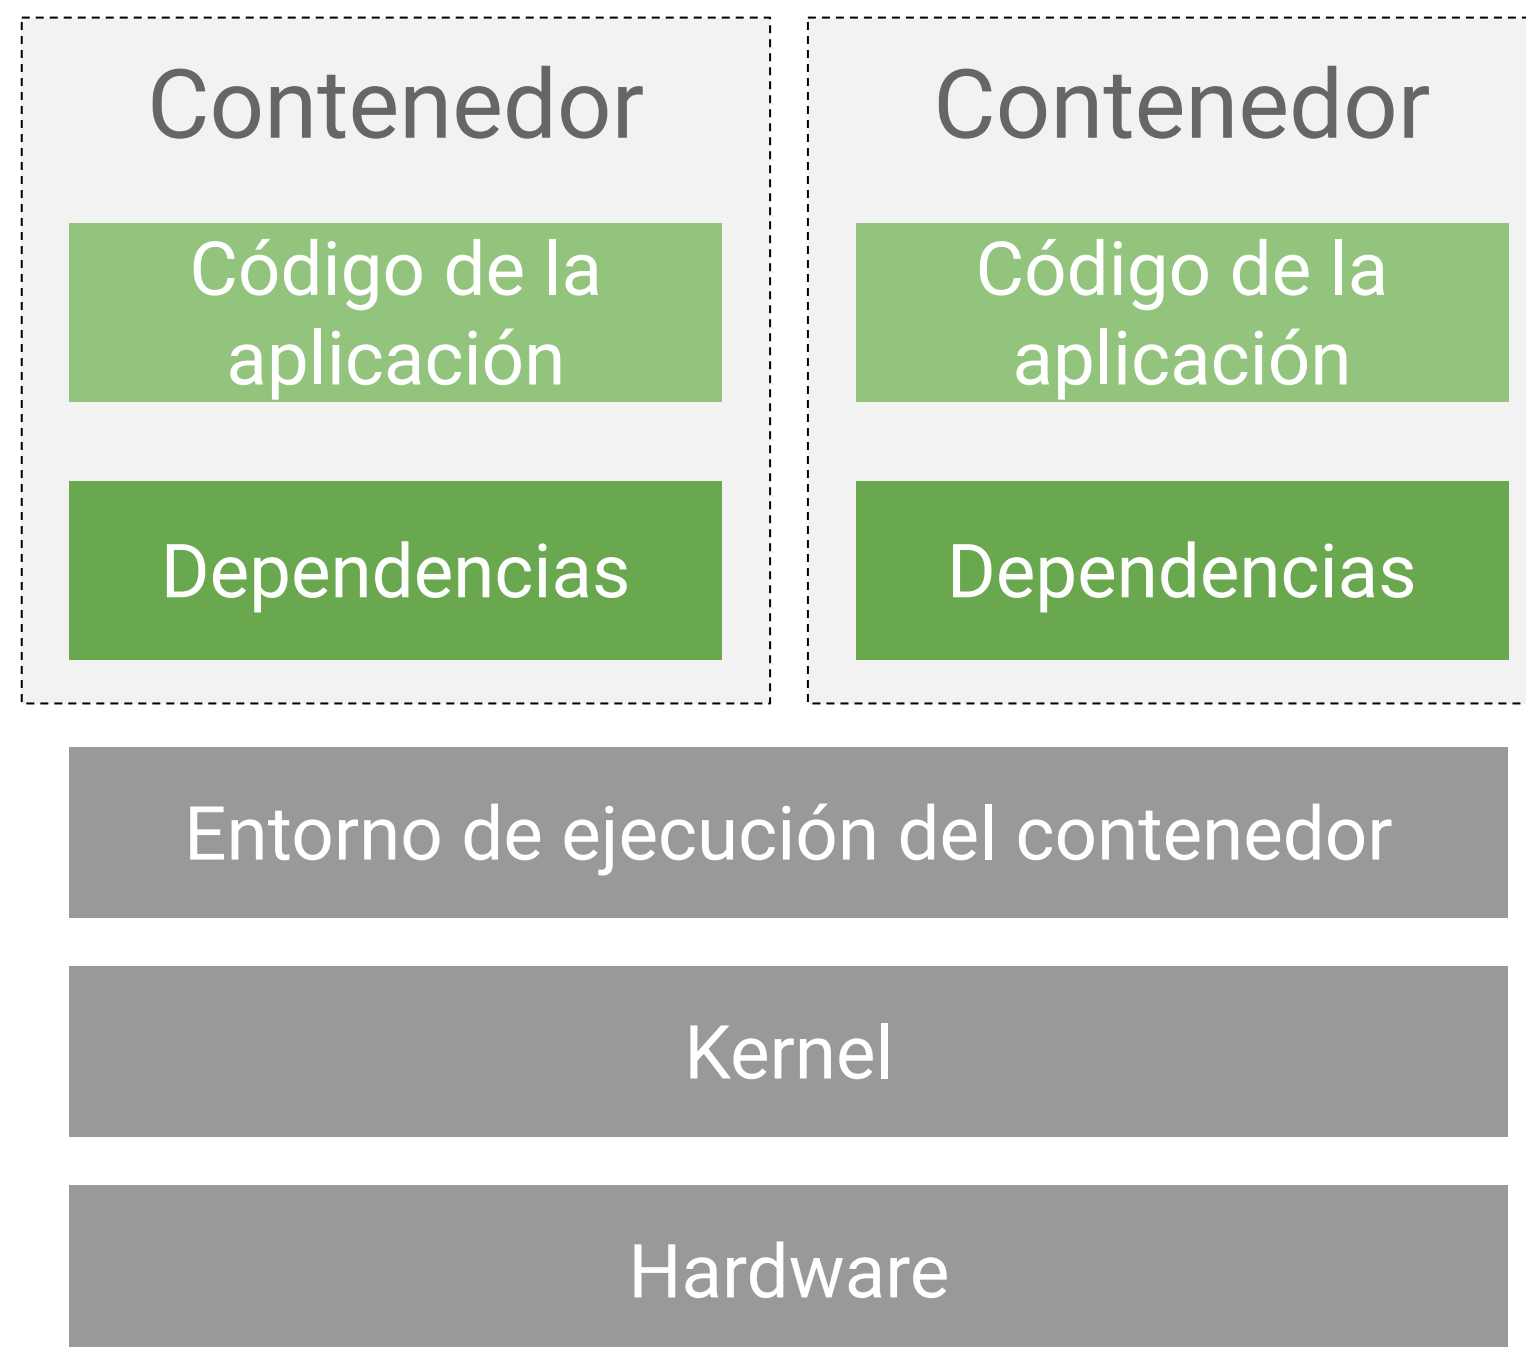 Contenedor
Código de la
aplicación
Dependencias
Contenedor
Código de la
aplicación
Dependencias
Entorno de ejecución del contenedor
Kernel
Hardware